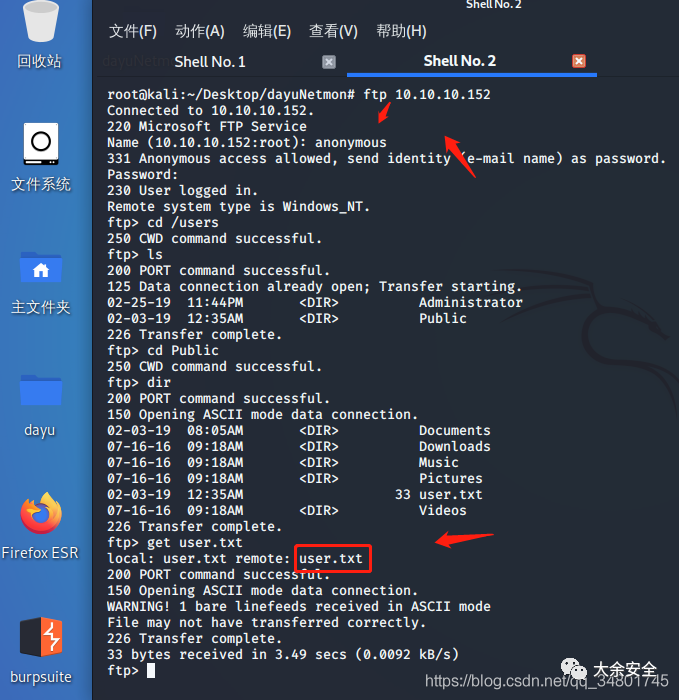 Shell No. 2
文件(F) 动作(A) 编辑(E) 查看(V) 帮助(H)
Shell No. 1
Shell No. 2
root@kali:~/Desktop/dayuNetmon# ftp 10.10.10.152
Connected to 10.10.10.152.
220 Microsoft FTP Service
Name (10.10.10.152:root): anonymous
331 Anonymous access allowed, send identity (e-mail name) as password.
Password:
230 User logged in.
Remote system type is Windows_NT.
ftp> cd /users
250 CWD command successful.
ftp> ls
200 PORT command successful.
125 Data connection already open; Transfer starting.
02-25-19  11:44PM       <DIR>          Administrator
02-03-19  12:35AM       <DIR>          Public
226 Transfer complete.
ftp> cd Public
250 CWD command successful.
ftp> dir
200 PORT command successful.
150 Opening ASCII mode data connection.
02-03-19  08:05AM       <DIR>          Documents
07-16-16  09:18AM       <DIR>          Downloads
07-16-16  09:18AM       <DIR>          Music
07-16-16  09:18AM       <DIR>          Pictures
02-03-19  12:35AM                   33 user.txt
07-16-16  09:18AM       <DIR>          Videos
226 Transfer complete.
ftp> get user.txt
local: user.txt remote: user.txt
200 PORT command successful.
150 Opening ASCII mode data connection.
WARNING! 1 bare linefeeds received in ASCII mode
File may not have transferred correctly.
226 Transfer complete.
33 bytes received in 3.49 secs (0.0092 kB/s)
ftp>
回收站
文件系统
主文件夹
dayu
Firefox ESR
burpsuite
大余安全
https://blog.csdn.net/qq_34801745